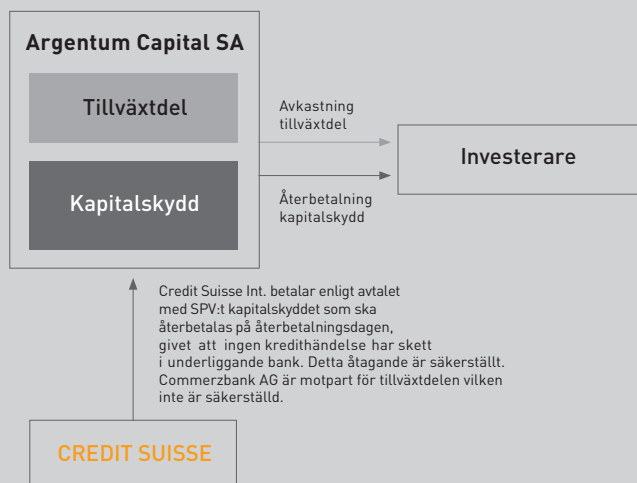 Argentum Capital SA
Tillväxtdel
Avkastning
tillväxtdel
Investerare
Kapitalskydd
Återbetalning
kapitalskydd
Credit Suisse Int. betalar enligt avtalet
med SPV:t kapitalskyddet som ska
återbetalas på återbetalningsdagen,
givet att ingen kredithändelse har skett
i underliggande bank. Detta åtagande är säkerställt.
Commerzbank AG är motpart för tillväxtdelen vilken
inte är säkerställd.
CREDIT SUISSE